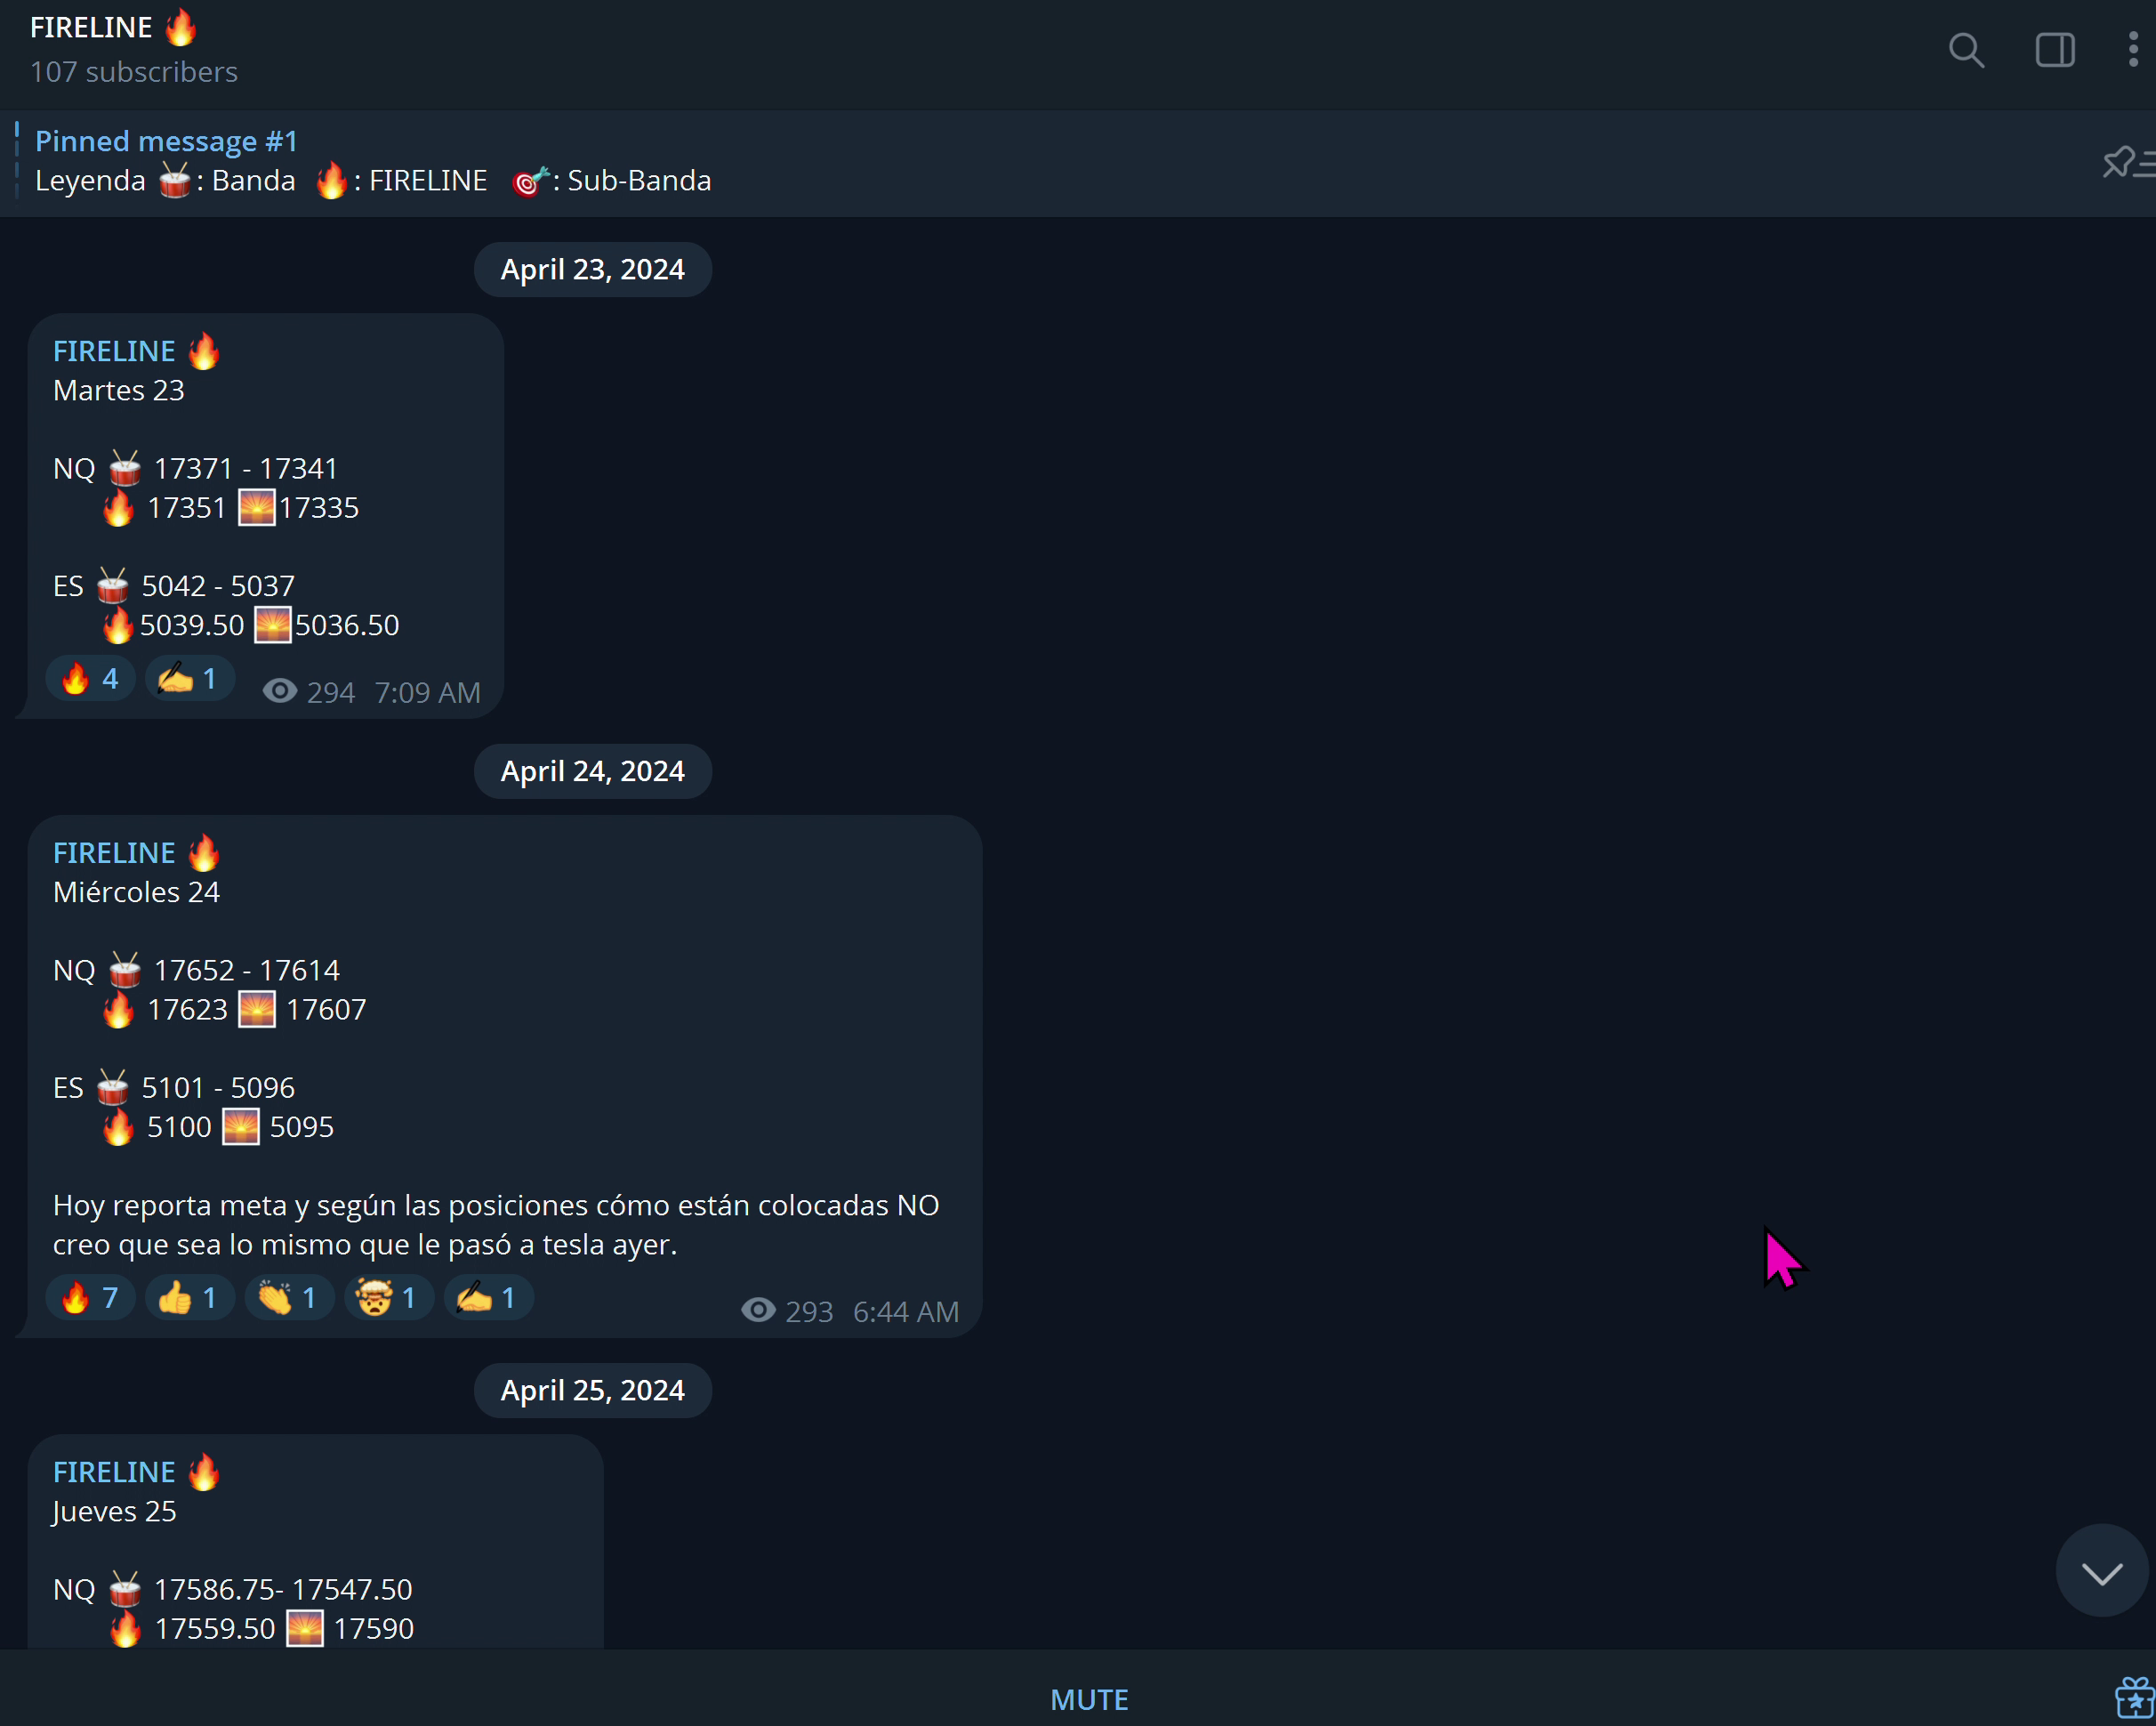 FIRELINE 🔥
107 subscribers
Pinned message #1
Leyenda 🥁: Banda 🔥: FIRELINE 🎯: Sub-Banda
April 23, 2024
FIRELINE 🔥
Martes 23
NQ 🥁 17371 - 17341
🔥 17351 🌅17335
ES 🥁 5042 - 5037
🔥5039.50 🌅5036.50
🔥 4 ✍️ 1 294 7:09 AM
April 24, 2024
FIRELINE 🔥
Miércoles 24
NQ 🥁 17652 - 17614
🔥 17623 🌅 17607
ES 🥁 5101 - 5096
🔥 5100 🌅 5095
Hoy reporta meta y según las posiciones cómo están colocadas NO
creo que sea lo mismo que le pasó a tesla ayer.
🔥 7 👍 1 👏 1 🤯 1 ✍️ 1 293 6:44 AM
April 25, 2024
FIRELINE 🔥
Jueves 25
NQ 🥁 17586.75- 17547.50
🔥 17559.50 🌅 17590
MUTE